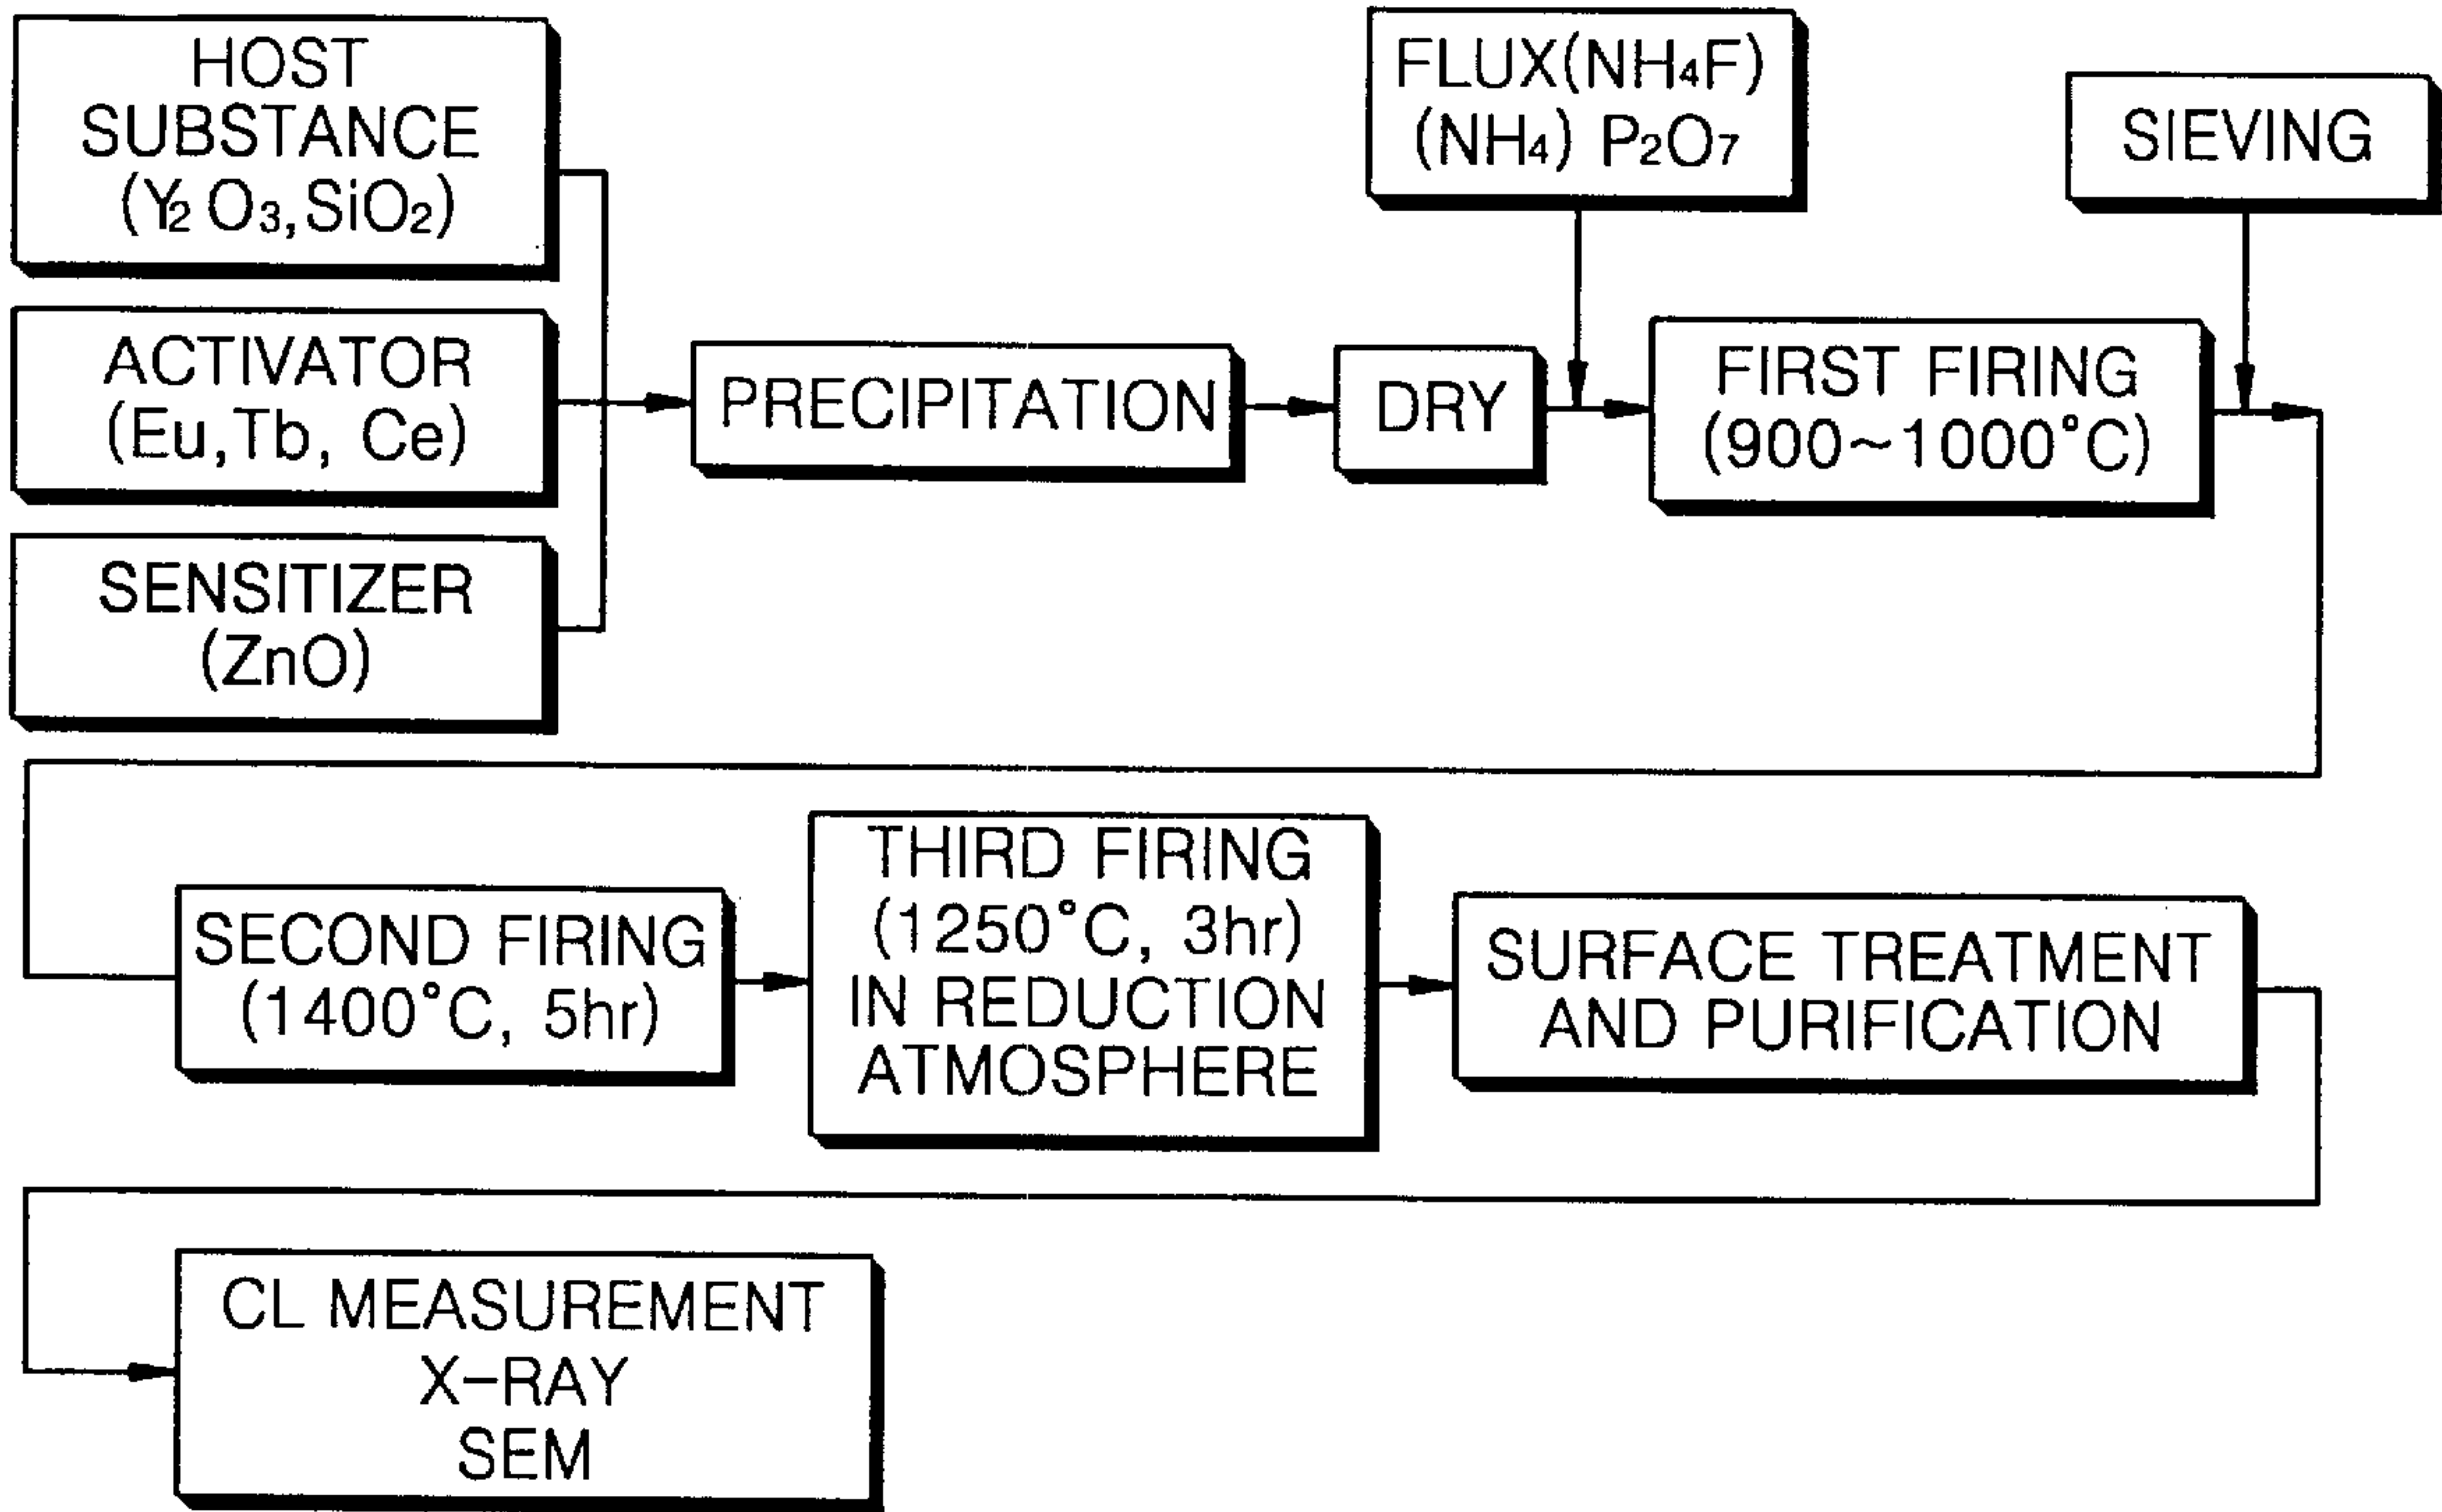 HOST
SUBSTANCE
(Y₂ O₃,SiO₂)
ACTIVATOR
(Eu,Tb, Ce)
SENSITIZER
(ZnO)
PRECIPITATION
DRY
FLUX(NH₄F)
(NH₄) P₂O₇
FIRST FIRING
(900~1000°C)
SIEVING
SECOND FIRING
(1400°C, 5hr)
THIRD FIRING
(1250°C, 3hr)
IN REDUCTION
ATMOSPHERE
SURFACE TREATMENT
AND PURIFICATION
CL MEASUREMENT
X-RAY
SEM